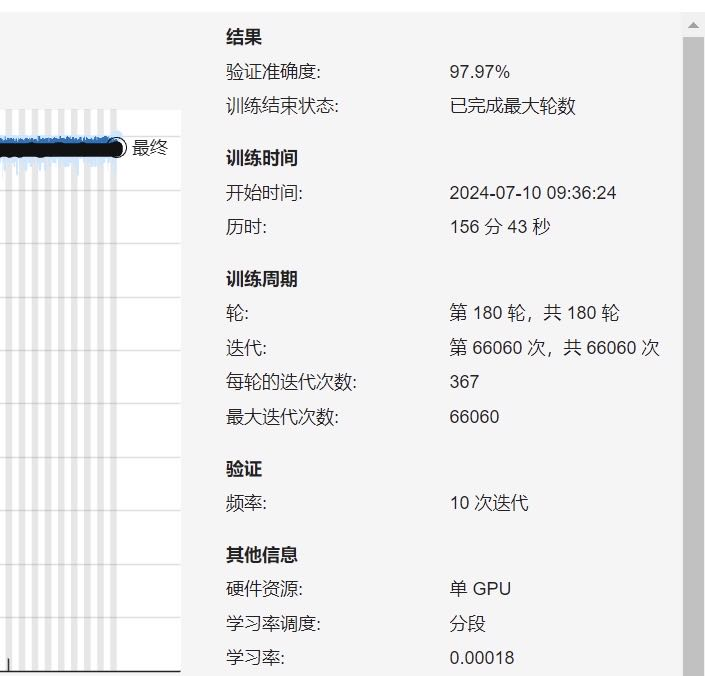 结果
验证准确度: 97.97%
训练结束状态: 已完成最大轮数
最终
训练时间
开始时间: 2024-07-10 09:36:24
历时: 156 分 43 秒
训练周期
轮: 第 180 轮，共 180 轮
迭代: 第 66060 次，共 66060 次
每轮的迭代次数: 367
最大迭代次数: 66060
验证
频率: 10 次迭代
其他信息
硬件资源: 单 GPU
学习率调度: 分段
学习率: 0.00018